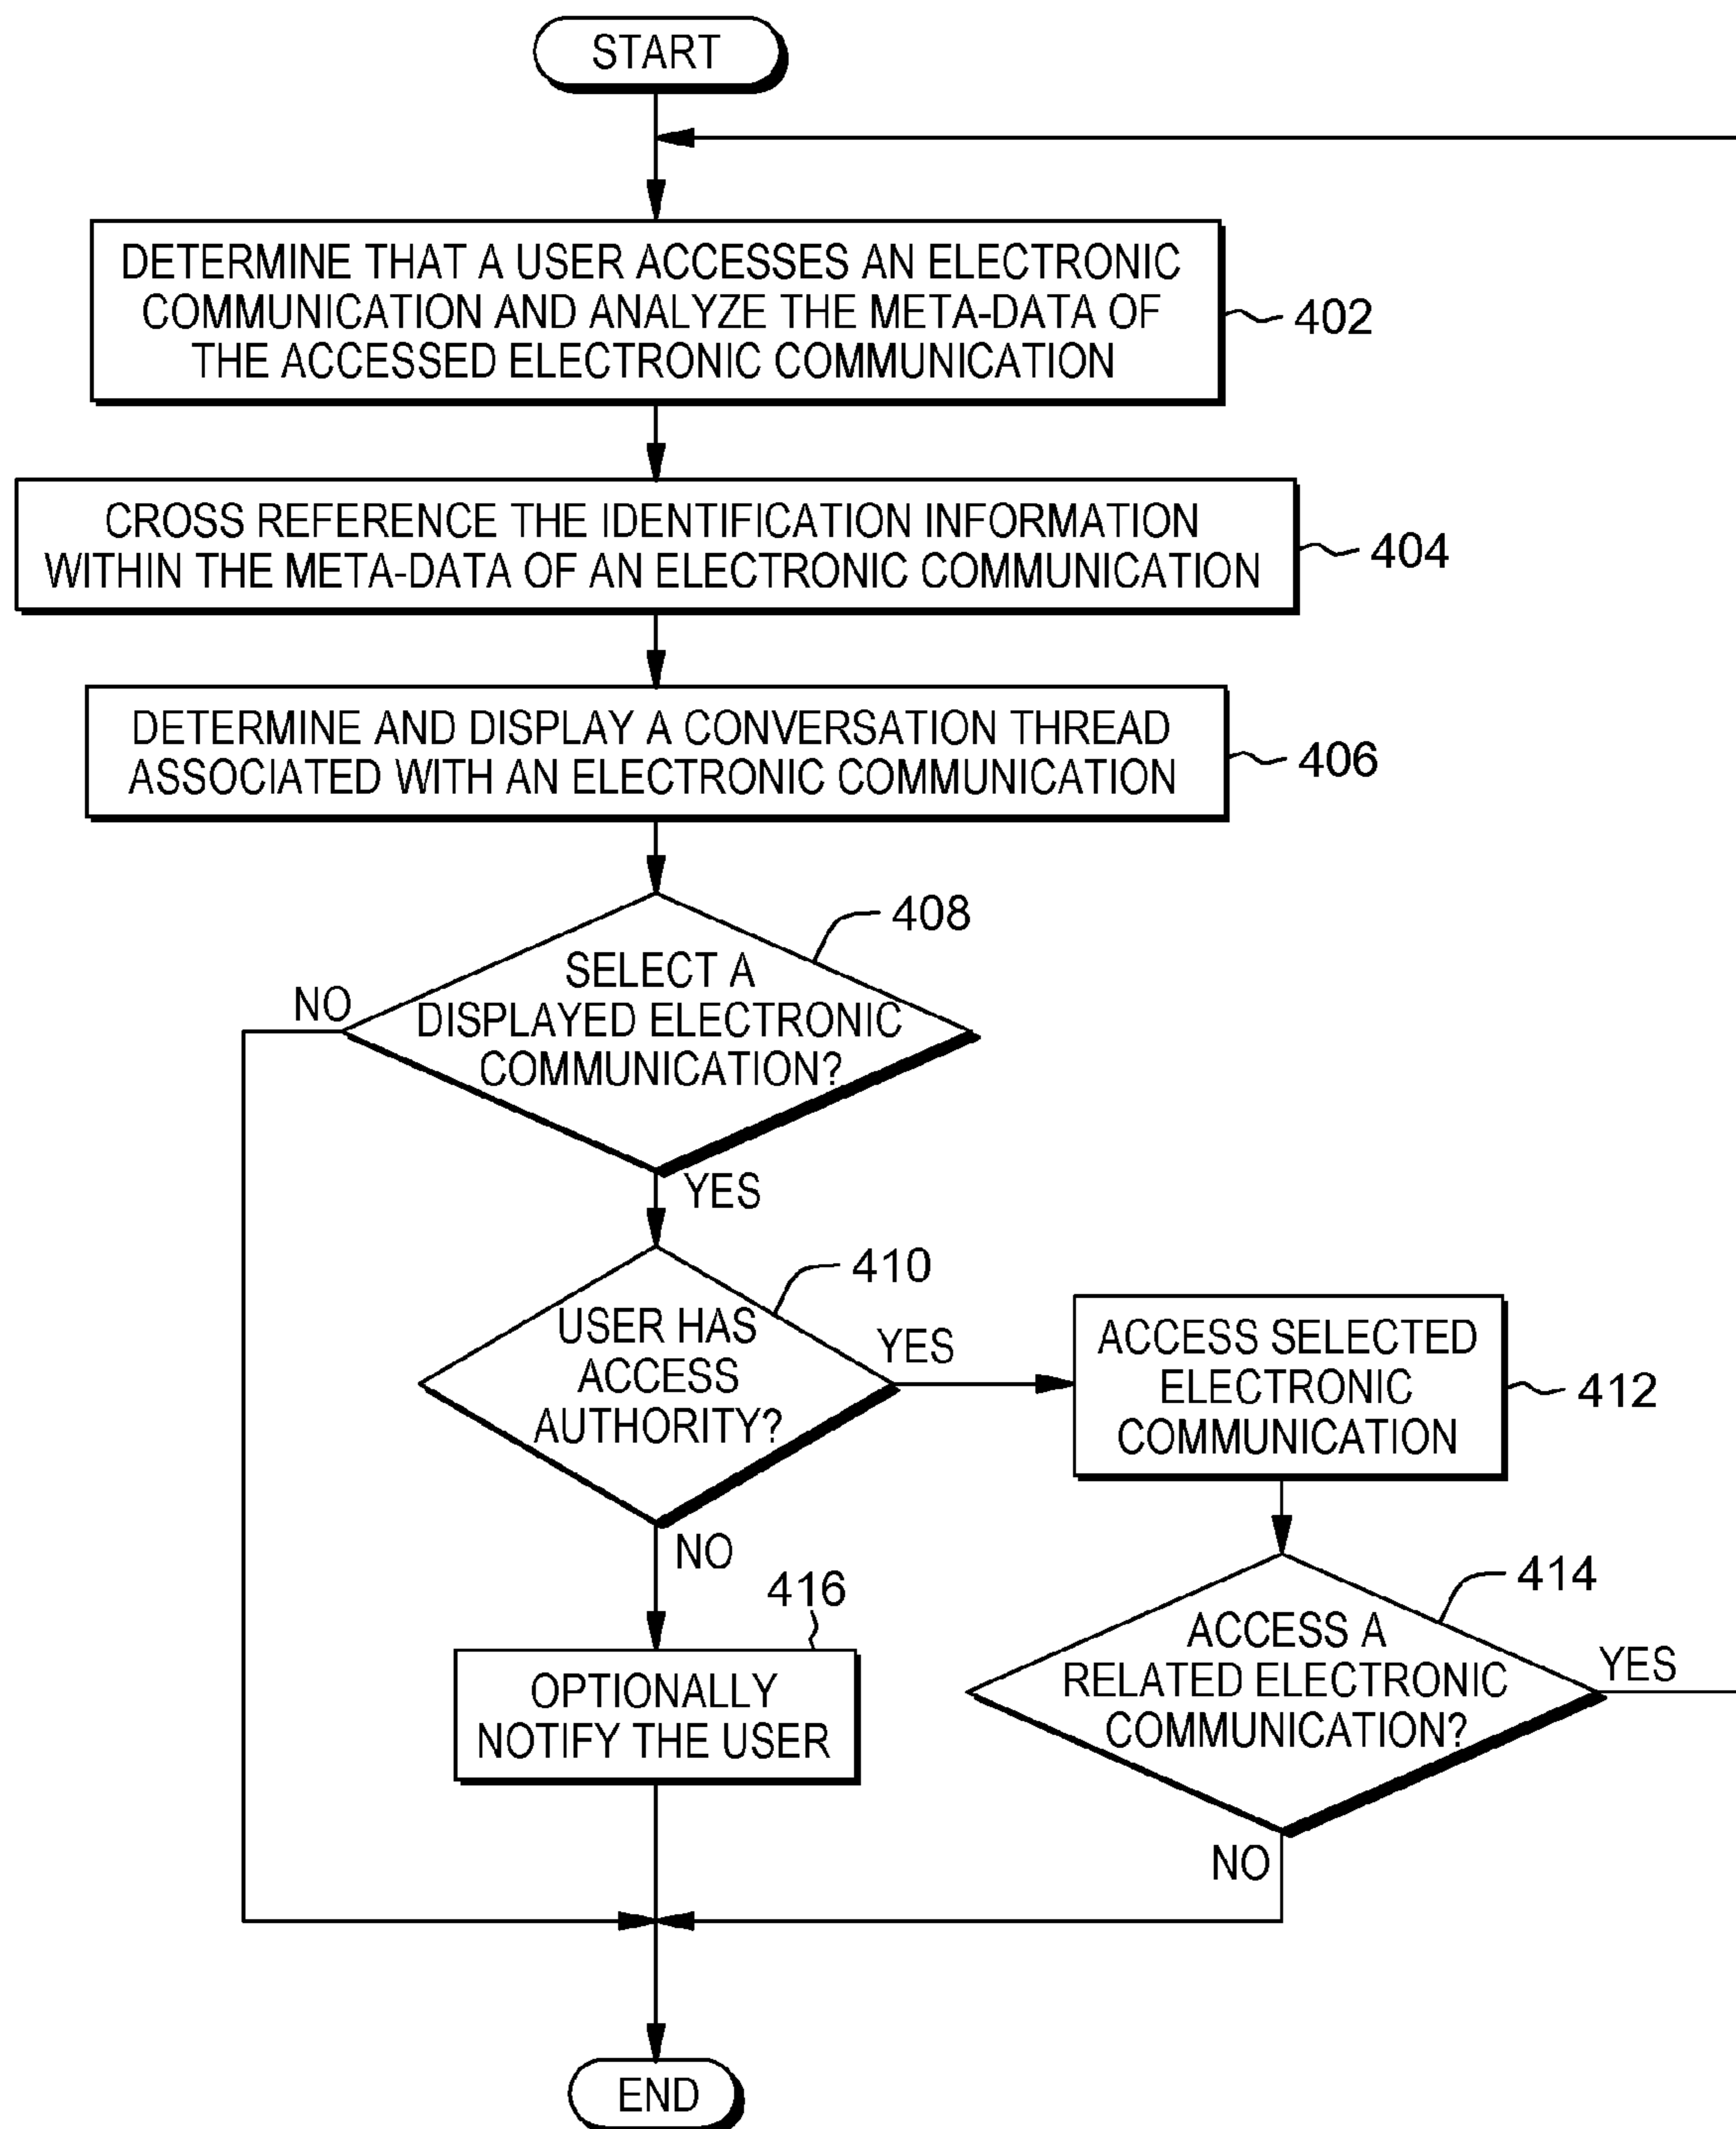 START
DETERMINE THAT A USER ACCESSES AN ELECTRONIC
COMMUNICATION AND ANALYZE THE META-DATA OF
THE ACCESSED ELECTRONIC COMMUNICATION
402
CROSS REFERENCE THE IDENTIFICATION INFORMATION
WITHIN THE META-DATA OF AN ELECTRONIC COMMUNICATION
404
DETERMINE AND DISPLAY A CONVERSATION THREAD
ASSOCIATED WITH AN ELECTRONIC COMMUNICATION
406
408
SELECT A
DISPLAYED ELECTRONIC
COMMUNICATION?
NO
YES
410
USER HAS
ACCESS
AUTHORITY?
YES
ACCESS SELECTED
ELECTRONIC
COMMUNICATION
412
NO
416
OPTIONALLY
NOTIFY THE USER
414
ACCESS A
RELATED ELECTRONIC
COMMUNICATION?
YES
NO
END